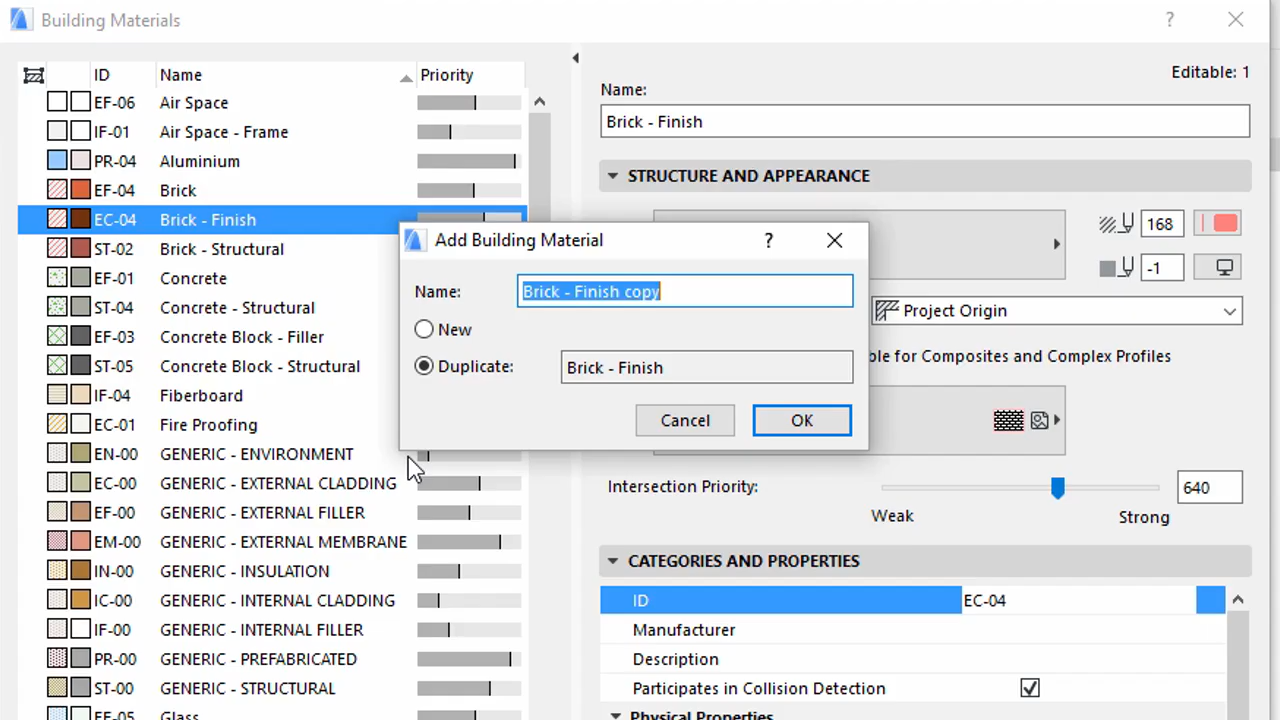 Building Materials
?
ID Name Priority
EF-06 Air Space
IF-01 Air Space - Frame
PR-04 Aluminium
EF-04 Brick
EC-04 Brick - Finish
ST-02 Brick - Structural
EF-01 Concrete
ST-04 Concrete - Structural
EF-03 Concrete Block - Filler
ST-05 Concrete Block - Structural
IF-04 Fiberboard
EC-01 Fire Proofing
EN-00 GENERIC - ENVIRONMENT
EC-00 GENERIC - EXTERNAL CLADDING
EF-00 GENERIC - EXTERNAL FILLER
EM-00 GENERIC - EXTERNAL MEMBRANE
IN-00 GENERIC - INSULATION
IC-00 GENERIC - INTERNAL CLADDING
IF-00 GENERIC - INTERNAL FILLER
PR-00 GENERIC - PREFABRICATED
ST-00 GENERIC - STRUCTURAL
EF-05 Glass
Add Building Material
?
Name: Brick - Finish copy
New
Duplicate: Brick - Finish
Cancel OK
Editable: 1
Name:
Brick - Finish
STRUCTURE AND APPEARANCE
168
-1
Project Origin
ble for Composites and Complex Profiles
Intersection Priority: 640
Weak Strong
CATEGORIES AND PROPERTIES
ID EC-04
Manufacturer
Description
Participates in Collision Detection
Physical Properties